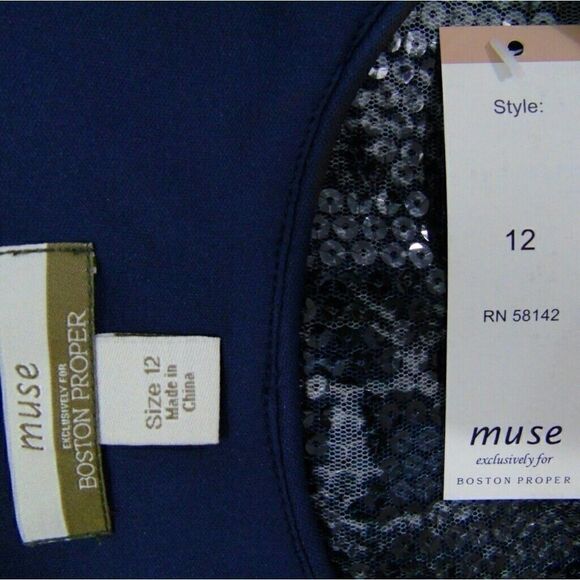 muse
EXCLUSIVELY FOR
BOSTON PROPER
Size 12
Made in
China
Style:
12
RN 58142
muse
exclusively for
BOSTON PROPER